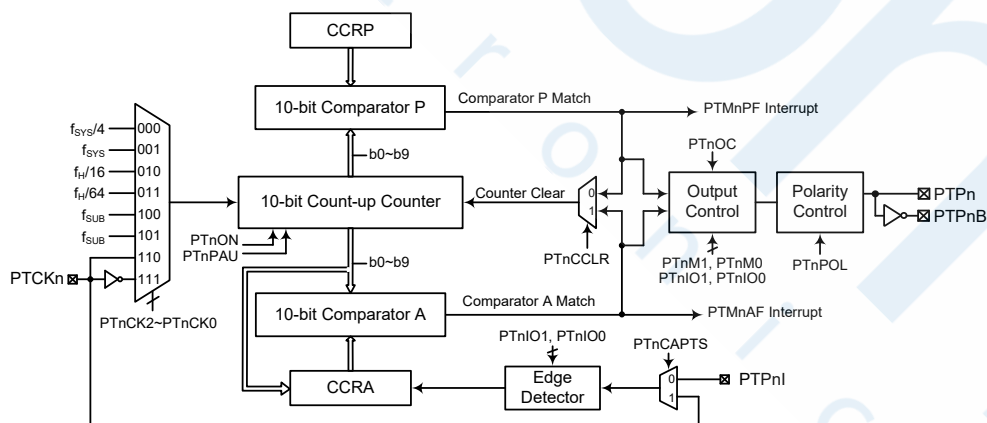 CCRP
10-bit Comparator P
Comparator P Match
PTMnPF Interrupt
b0~b9
fSYS/4
000
fSYS
001
fH/16
010
fH/64
011
fSUB
100
fSUB
101
110
111
PTCKn
PTnCK2~PTnCK0
10-bit Count-up Counter
PTnON
PTnPAU
Counter Clear
0
1
PTnCCLR
PTnOC
Output
Control
PTnM1, PTnM0
PTnIO1, PTnIO0
Polarity
Control
PTnPOL
PTPn
PTPnB
b0~b9
10-bit Comparator A
Comparator A Match
PTMnAF Interrupt
CCRA
PTnIO1, PTnIO0
Edge
Detector
PTnCAPTS
0
1
PTPnI